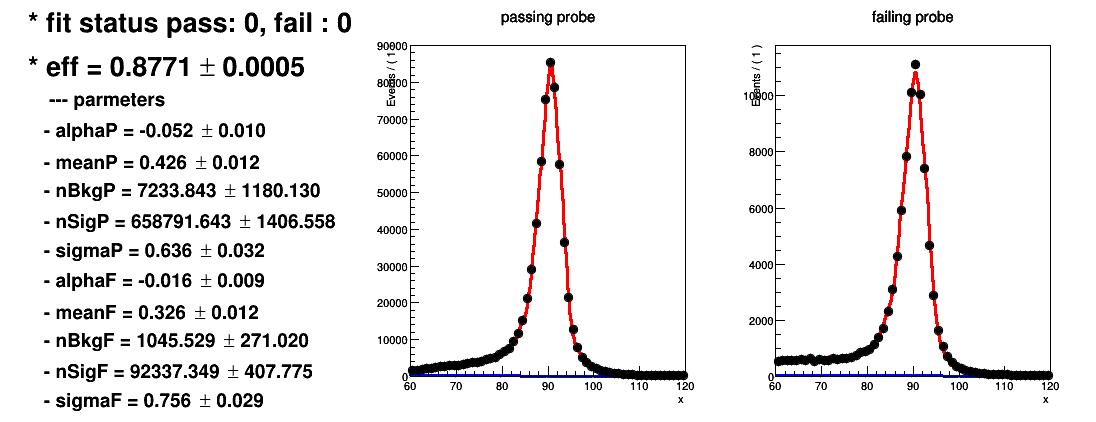 * fit status pass: 0, fail : 0
* eff = 0.8771 ± 0.0005
--- parmeters
- alphaP = -0.052 ± 0.010
- meanP = 0.426 ± 0.012
- nBkgP = 7233.843 ± 1180.130
- nSigP = 658791.643 ± 1406.558
- sigmaP = 0.636 ± 0.032
- alphaF = -0.016 ± 0.009
- meanF = 0.326 ± 0.012
- nBkgF = 1045.529 ± 271.020
- nSigF = 92337.349 ± 407.775
- sigmaF = 0.756 ± 0.029
passing probe
Events / ( 1 )
90000
80000
70000
60000
50000
40000
30000
20000
10000
0
60 70 80 90 100 110 120
x
failing probe
Events / ( 1 )
10000
8000
6000
4000
2000
0
60 70 80 90 100 110 120
x